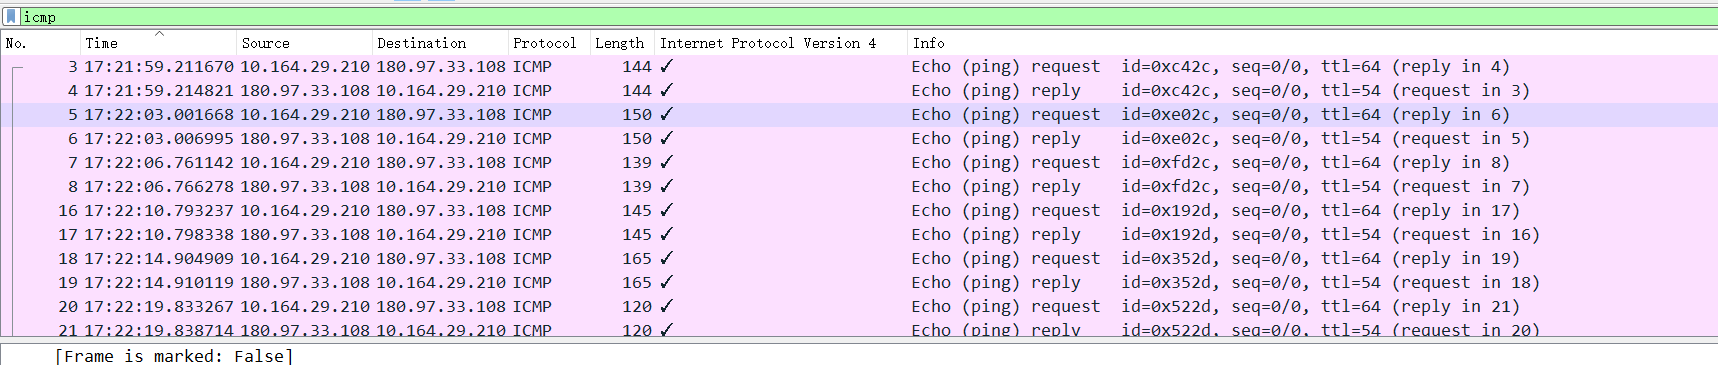 icmp
No. Time Source Destination Protocol Length Internet Protocol Version 4 Info
3 17:21:59.211670 10.164.29.210 180.97.33.108 ICMP 144 ✓ Echo (ping) request id=0xc42c, seq=0/0, ttl=64 (reply in 4)
4 17:21:59.214821 180.97.33.108 10.164.29.210 ICMP 144 ✓ Echo (ping) reply id=0xc42c, seq=0/0, ttl=54 (request in 3)
5 17:22:03.001668 10.164.29.210 180.97.33.108 ICMP 150 ✓ Echo (ping) request id=0xe02c, seq=0/0, ttl=64 (reply in 6)
6 17:22:03.006995 180.97.33.108 10.164.29.210 ICMP 150 ✓ Echo (ping) reply id=0xe02c, seq=0/0, ttl=54 (request in 5)
7 17:22:06.761142 10.164.29.210 180.97.33.108 ICMP 139 ✓ Echo (ping) request id=0xfd2c, seq=0/0, ttl=64 (reply in 8)
8 17:22:06.766278 180.97.33.108 10.164.29.210 ICMP 139 ✓ Echo (ping) reply id=0xfd2c, seq=0/0, ttl=54 (request in 7)
16 17:22:10.793237 10.164.29.210 180.97.33.108 ICMP 145 ✓ Echo (ping) request id=0x192d, seq=0/0, ttl=64 (reply in 17)
17 17:22:10.798338 180.97.33.108 10.164.29.210 ICMP 145 ✓ Echo (ping) reply id=0x192d, seq=0/0, ttl=54 (request in 16)
18 17:22:14.904909 10.164.29.210 180.97.33.108 ICMP 165 ✓ Echo (ping) request id=0x352d, seq=0/0, ttl=64 (reply in 19)
19 17:22:14.910119 180.97.33.108 10.164.29.210 ICMP 165 ✓ Echo (ping) reply id=0x352d, seq=0/0, ttl=54 (request in 18)
20 17:22:19.833267 10.164.29.210 180.97.33.108 ICMP 120 ✓ Echo (ping) request id=0x522d, seq=0/0, ttl=64 (reply in 21)
21 17:22:19.838714 180.97.33.108 10.164.29.210 ICMP 120 ✓ Echo (ping) reply id=0x522d, seq=0/0, ttl=54 (request in 20)
[Frame is marked: False]